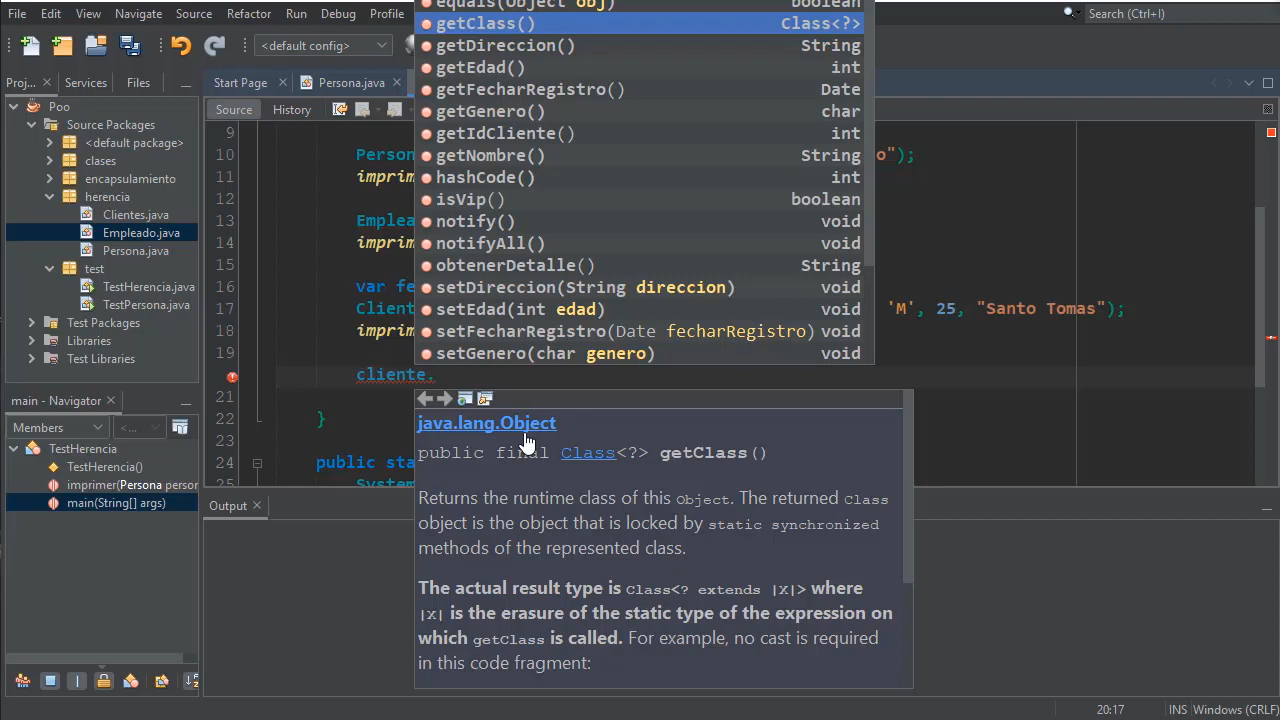 File Edit View Navigate Source Refactor Run Debug Profile
Search (Ctrl+I)
equals(Object obj) boolean
getClass() Class<?>
getDireccion() String
getEdad() int
getFecharRegistro() Date
getGenero() char
getIdCliente() int
getNombre() String
hashCode() int
isVip() boolean
notify() void
notifyAll() void
obtenerDetalle() String
setDireccion(String direccion) void
setEdad(int edad) void
setFecharRegistro(Date fecharRegistro) void
setGenero(char genero) void
<default config>
Proj...
Services
Files
Start Page
Persona.java
Source
History
Poo
Source Packages
<default package>
clases
encapsulamiento
herencia
Clientes.java
Empleado.java
Persona.java
test
TestHerencia.java
TestPersona.java
Test Packages
Libraries
Test Libraries
main - Navigator
Members
<...
TestHerencia
TestHerencia()
imprimer(Persona person
main(String[] args)
9
10 Person o");
11 imprim
12
13 Emplea
14 imprim
15
16 var fe
17 Client 'M', 25, "Santo Tomas");
18 imprim
19
cliente.
21
22 }
23
24 public sta
25 System
java.lang.Object
public final Class<?> getClass()
Returns the runtime class of this Object. The returned Class
object is the object that is locked by static synchronized
methods of the represented class.
The actual result type is Class<? extends |X|> where
|X| is the erasure of the static type of the expression on
which getClass is called. For example, no cast is required
in this code fragment:
Output
20:17
INS
Windows (CRLF)